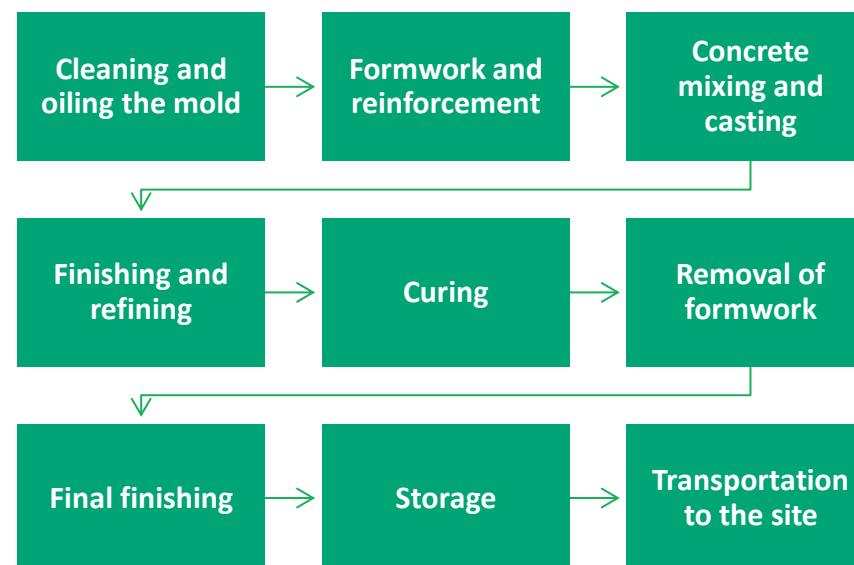 Cleaning and
oiling the mold
Formwork and
reinforcement
Concrete
mixing and
casting
Finishing and
refining
Curing
Removal of
formwork
Final finishing
Storage
Transportation
to the site